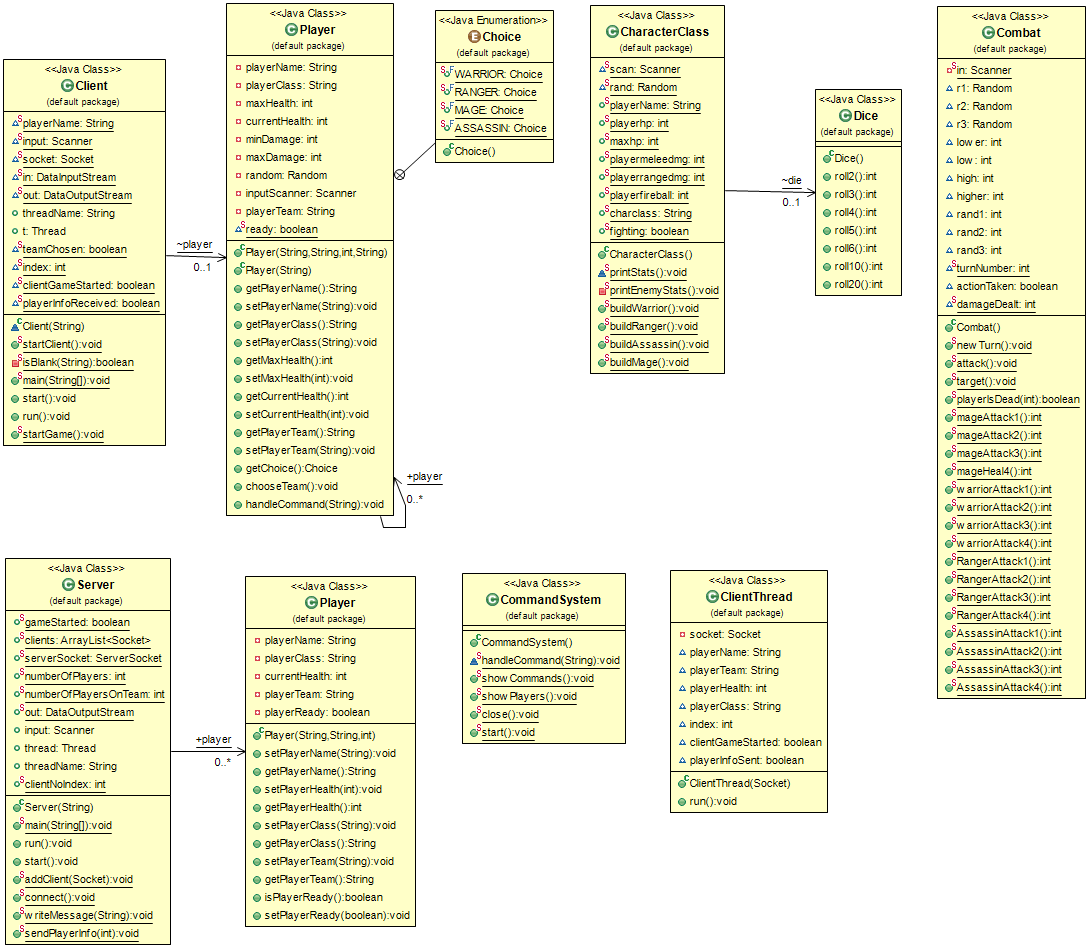 <<Java Class>>
Client
(default package)
playerName: String
input: Scanner
socket: Socket
in: DataInputStream
out: DataOutputStream
threadName: String
t: Thread
teamChosen: boolean
index: int
clientGameStarted: boolean
playerInfoReceived: boolean
Client(String)
startClient():void
isBlank(String):boolean
main(String[]):void
start():void
run():void
startGame():void
~player
0..1
<<Java Class>>
Player
(default package)
playerName: String
playerClass: String
maxHealth: int
currentHealth: int
minDamage: int
maxDamage: int
random: Random
inputScanner: Scanner
playerTeam: String
ready: boolean
Player(String,String,int,String)
Player(String)
getPlayerName():String
setPlayerName(String):void
getPlayerClass():String
setPlayerClass(String):void
getMaxHealth():int
setMaxHealth(int):void
getCurrentHealth():int
setCurrentHealth(int):void
getPlayerTeam():String
setPlayerTeam(String):void
getChoice():Choice
chooseTeam():void
handleCommand(String):void
+player
0..*
<<Java Enumeration>>
Choice
(default package)
WARRIOR: Choice
RANGER: Choice
MAGE: Choice
ASSASSIN: Choice
Choice()
<<Java Class>>
CharacterClass
(default package)
scan: Scanner
rand: Random
playerName: String
playerhp: int
maxhp: int
playermeleedmg: int
playerrangedmg: int
playerfireball: int
charclass: String
fighting: boolean
CharacterClass()
printStats():void
printEnemyStats():void
buildWarrior():void
buildRanger():void
buildAssassin():void
buildMage():void
~die
0..1
<<Java Class>>
Dice
(default package)
Dice()
roll2():int
roll3():int
roll4():int
roll5():int
roll6():int
roll10():int
roll20():int
<<Java Class>>
Combat
(default package)
in: Scanner
r1: Random
r2: Random
r3: Random
lower: int
low: int
high: int
higher: int
rand1: int
rand2: int
rand3: int
turnNumber: int
actionTaken: boolean
damageDealt: int
Combat()
newTurn():void
attack():void
target():void
playerIsDead(int):boolean
mageAttack1():int
mageAttack2():int
mageAttack3():int
mageHeal4():int
warriorAttack1():int
warriorAttack2():int
warriorAttack3():int
warriorAttack4():int
RangerAttack1():int
RangerAttack2():int
RangerAttack3():int
RangerAttack4():int
AssassinAttack1():int
AssassinAttack2():int
AssassinAttack3():int
AssassinAttack4():int
<<Java Class>>
Server
(default package)
gameStarted: boolean
clients: ArrayList<Socket>
serverSocket: ServerSocket
numberOfPlayers: int
numberOfPlayersOnTeam: int
out: DataOutputStream
input: Scanner
thread: Thread
threadName: String
clientNoIndex: int
Server(String)
main(String[]):void
run():void
start():void
addClient(Socket):void
connect():void
writeMessage(String):void
sendPlayerInfo(int):void
+player
0..*
<<Java Class>>
Player
(default package)
playerName: String
playerClass: String
currentHealth: int
playerTeam: String
playerReady: boolean
Player(String,String,int)
setPlayerName(String):void
getPlayerName():String
setPlayerHealth(int):void
getPlayerHealth():int
setPlayerClass(String):void
getPlayerClass():String
setPlayerTeam(String):void
getPlayerTeam():String
isPlayerReady():boolean
setPlayerReady(boolean):void
<<Java Class>>
CommandSystem
(default package)
CommandSystem()
handleCommand(String):void
showCommands():void
showPlayers():void
close():void
start():void
<<Java Class>>
ClientThread
(default package)
socket: Socket
playerName: String
playerTeam: String
playerHealth: int
playerClass: String
index: int
clientGameStarted: boolean
playerInfoSent: boolean
ClientThread(Socket)
run():void